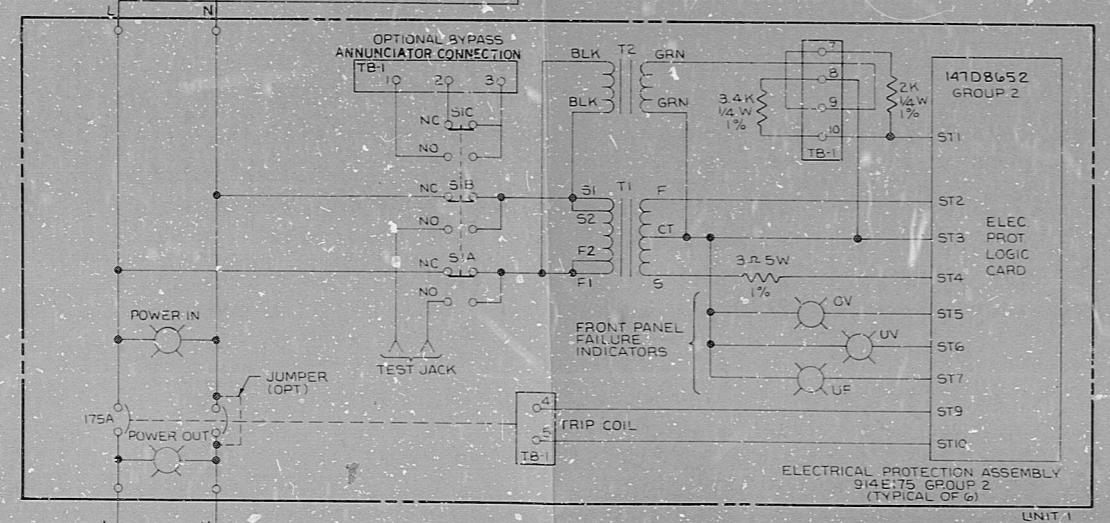 L
N
OPTIONAL BYPASS
ANNUNCIATOR CONNECTION
TB-1
1 2 3
S1C
NC
NO
NC S1B
NO
NC S1A
NO
TEST JACK
POWER IN
JUMPER
(OPT)
175A
POWER OUT
BLK T2 GRN
BLK GRN
S1 T1 F
S2
CT
F2
F1 S
3.4K
1/4 W
1%
7
8
9
10
TB-1
2K
1/4 W
1%
3Ω 5W
1%
FRONT PANEL
FAILURE
INDICATORS
OV
UV
UF
4
5
TB-1
TRIP COIL
147D8652
GROUP 2
ST1
ST2
ST3
ST4
ST5
ST6
ST7
ST9
ST10
ELEC
PROT
LOGIC
CARD
ELECTRICAL PROTECTION ASSEMBLY
914E175 GROUP 2
(TYPICAL OF 6)
UNIT 1